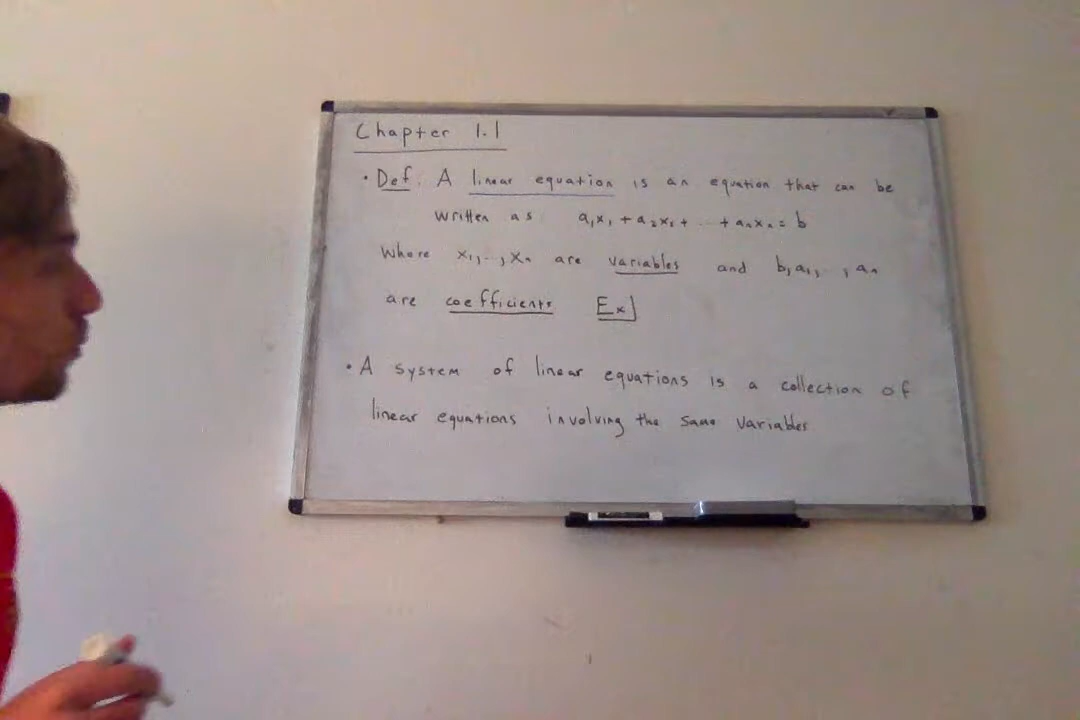 Chapter 1.1
• Def. A linear equation is an equation that can be
written as a₁x₁ + a₂x₂ + ... + aₙxₙ = b
Where x₁,..., xₙ are variables and b, a₁, ..., aₙ
are coefficients Ex
• A system of linear equations is a collection of
linear equations involving the same variables